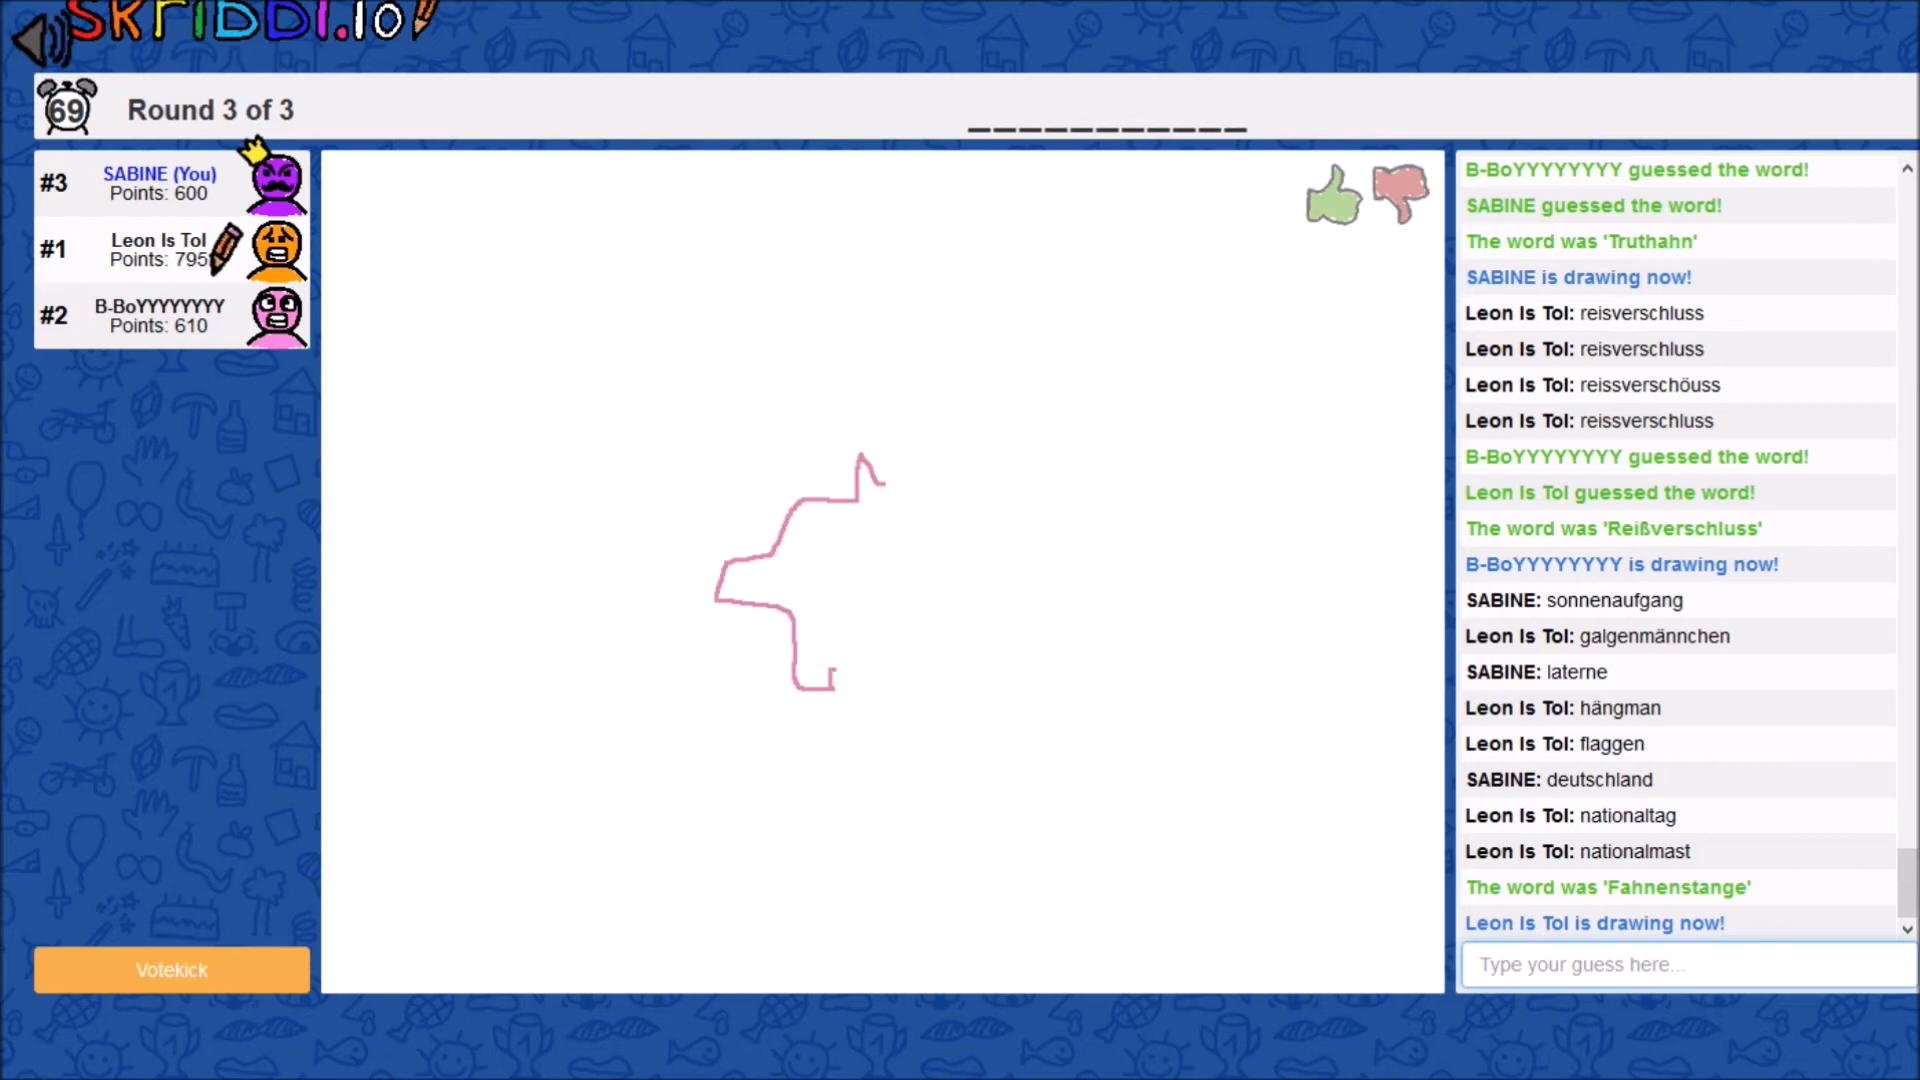 skribbl.io
69
Round 3 of 3
___________
#3
SABINE (You)
Points: 600
#1
Leon Is Tol
Points: 795
#2
B-BoYYYYYYYY
Points: 610
Votekick
B-BoYYYYYYYY guessed the word!
SABINE guessed the word!
The word was 'Truthahn'
SABINE is drawing now!
Leon Is Tol: reisverschluss
Leon Is Tol: reisverschluss
Leon Is Tol: reissverschöuss
Leon Is Tol: reissverschluss
B-BoYYYYYYYY guessed the word!
Leon Is Tol guessed the word!
The word was 'Reißverschluss'
B-BoYYYYYYYY is drawing now!
SABINE: sonnenaufgang
Leon Is Tol: galgenmännchen
SABINE: laterne
Leon Is Tol: hängman
Leon Is Tol: flaggen
SABINE: deutschland
Leon Is Tol: nationaltag
Leon Is Tol: nationalmast
The word was 'Fahnenstange'
Leon Is Tol is drawing now!
Type your guess here...